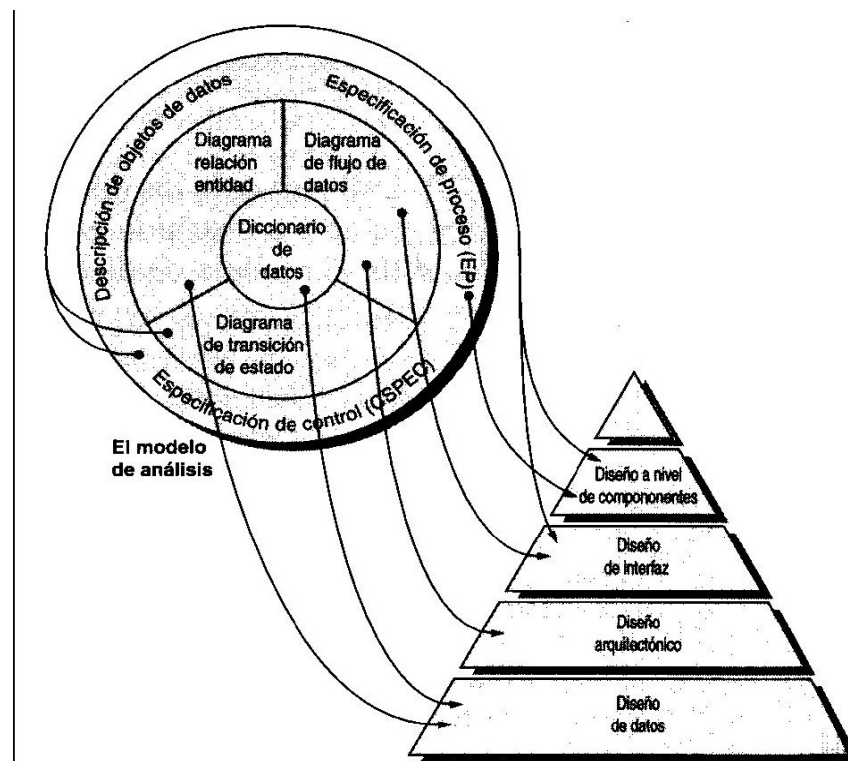 Descripción de objetos de datos
Especificación de proceso (EP)
Diagrama
relación
entidad
Diagrama
de flujo de
datos
Diccionario
de
datos
Diagrama
de transición
de estado
Especificación de control (CSPEC)
El modelo
de análisis
Diseño a nivel
de compononentes
Diseño
de interfaz
Diseño
arquitectónico
Diseño
de datos